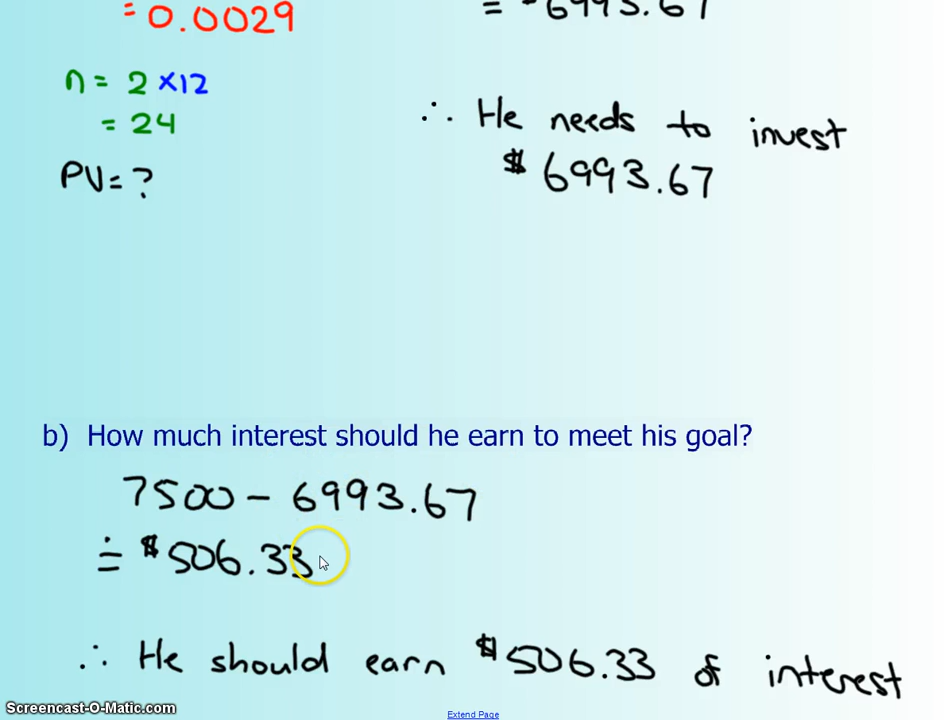 = 0.0029
= 6993.67
n = 2 ×12
= 24
∴ He needs to invest
$ 6993.67
PV = ?
b) How much interest should he earn to meet his goal?
7500 – 6993.67
≐ $506.33
∴ He should earn $506.33 of interest
Screencast-O-Matic.com
Extend Page